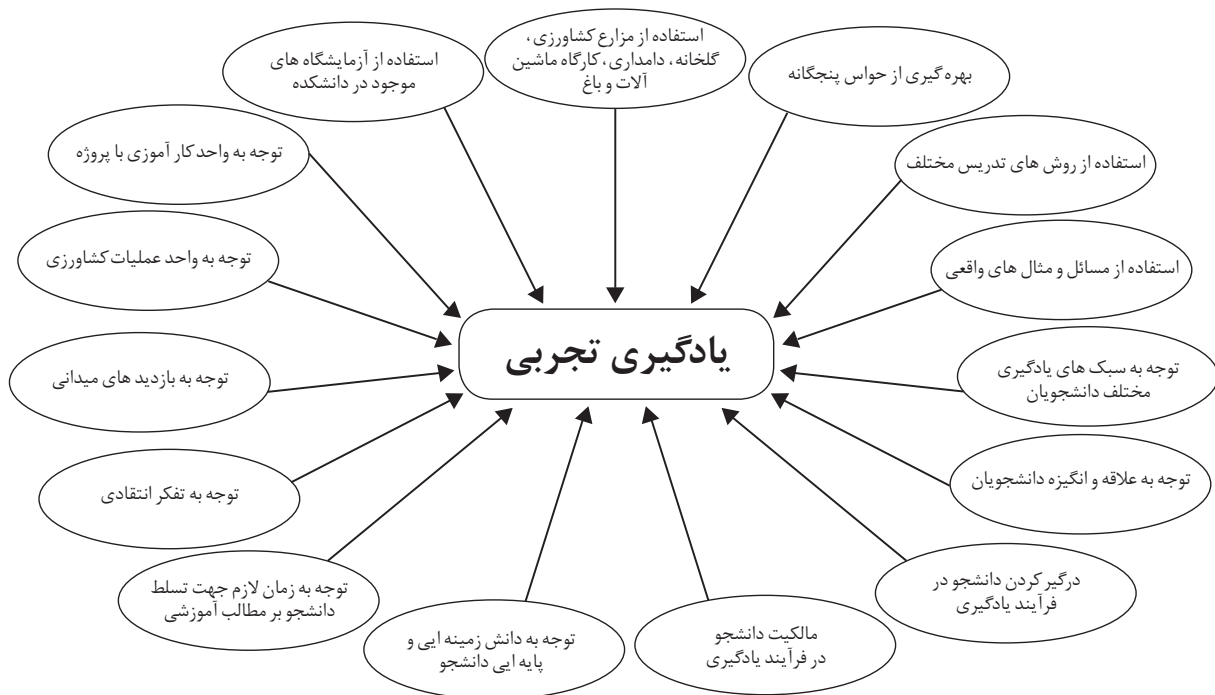 استفاده از مزارع کشاورزی،
گلخانه، دامداری، کارگاه ماشین
آلات و باغ
بهره گیری از حواس پنجگانه
استفاده از روش های تدریس مختلف
استفاده از مسائل و مثال های واقعی
توجه به سبک های یادگیری
مختلف دانشجویان
توجه به علاقه و انگیزه دانشجویان
درگیر کردن دانشجو در
فرآیند یادگیری
مالکیت دانشجو
در فرآیند یادگیری
توجه به دانش زمینه ایی و
پایه ایی دانشجو
توجه به زمان لازم جهت تسلط
دانشجو بر مطالب آموزشی
توجه به تفکر انتقادی
توجه به بازدید های میدانی
توجه به واحد عملیات کشاورزی
توجه به واحد کار آموزی با پروژه
استفاده از آزمایشگاه های
موجود در دانشکده
یادگیری تجربی